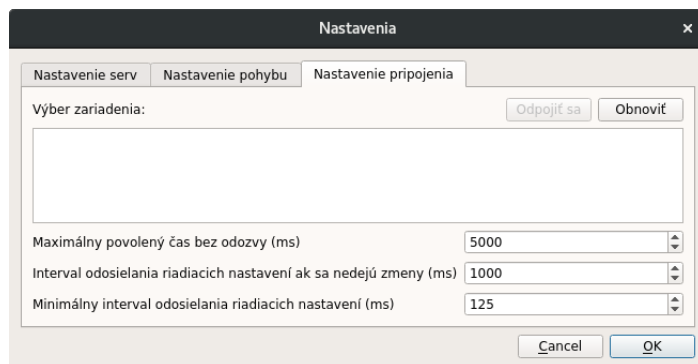 Nastavenia
Nastavenie serv Nastavenie pohybu Nastavenie pripojenia
Výber zariadenia: Odpojiť sa Obnoviť
Maximálny povolený čas bez odozvy (ms) 5000
Interval odosielania riadiacich nastavení ak sa nedejú zmeny (ms) 1000
Minimálny interval odosielania riadiacich nastavení (ms) 125
Cancel OK